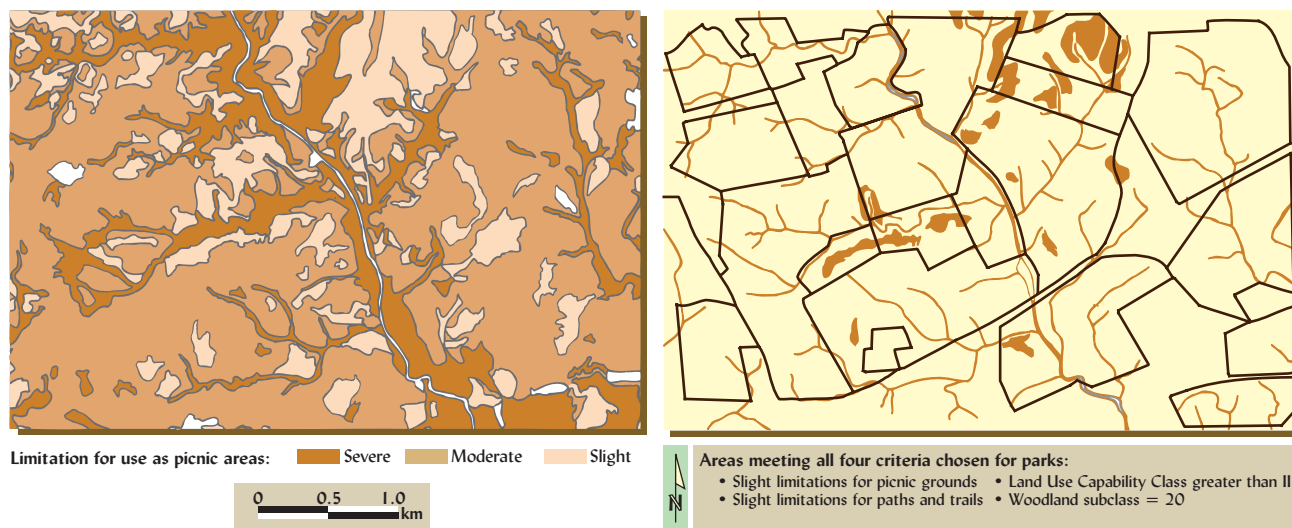 Limitation for use as picnic areas: Severe Moderate Slight
0 0.5 1.0
km
N
Areas meeting all four criteria chosen for parks:
• Slight limitations for picnic grounds • Land Use Capability Class greater than II
• Slight limitations for paths and trails • Woodland subclass = 20